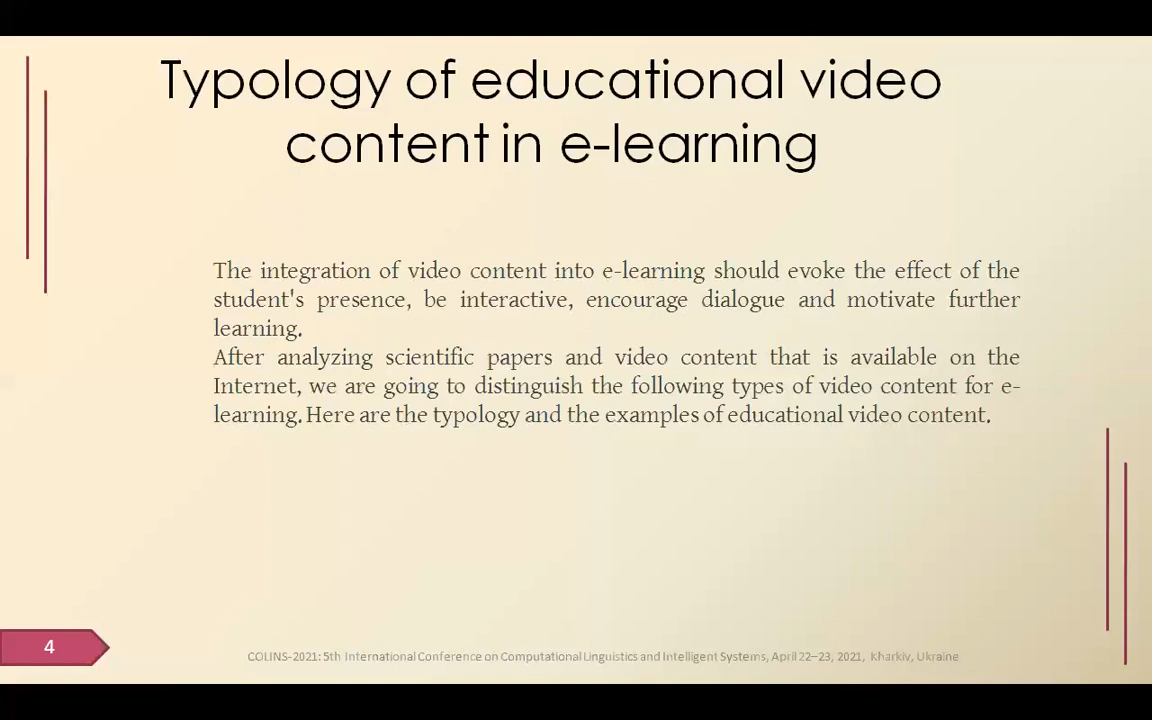 Typology of educational video
content in e-learning
The integration of video content into e-learning should evoke the effect of the
student's presence, be interactive, encourage dialogue and motivate further
learning.
After analyzing scientific papers and video content that is available on the
Internet, we are going to distinguish the following types of video content for e-
learning. Here are the typology and the examples of educational video content.
4
COLINS-2021: 5th International Conference on Computational Linguistics and Intelligent Systems, April 22–23, 2021, Kharkiv, Ukraine